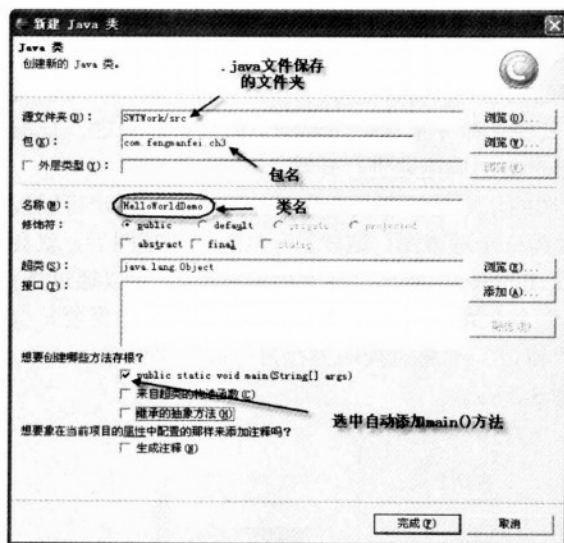 新建 Java 类
Java 类
创建新的 Java 类。
.java文件保存
的文件夹
源文件夹(D): SWTWork/src 浏览(O)...
包(K): com.fengmanfei.ch3 浏览(W)...
包名
外层类型(Y):
名称(M): HelloWorldDemo 类名
修饰符: public default private protected
abstract final static
超类(S): java.lang.Object 浏览(E)...
接口(I): 添加(A)...
想要创建哪些方法存根?
public static void main(String[] args)
来自超类的构造函数(C)
继承的抽象方法(H)
选中自动添加main()方法
想要象在当前项目的属性中配置的那样来添加注释吗?
生成注释(N)
完成(F) 取消